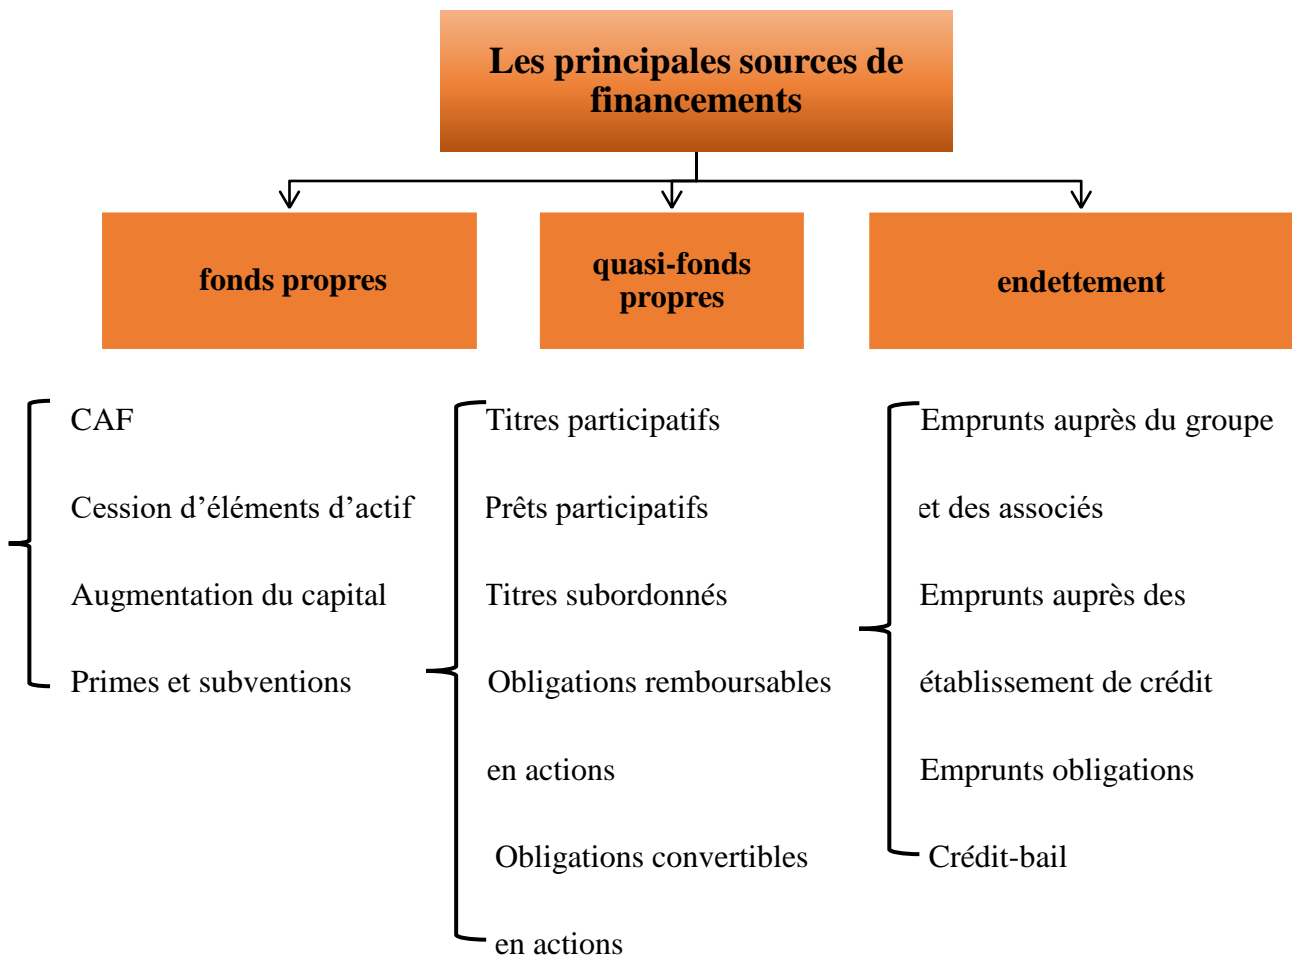 Les principales sources de
financements
fonds propres
quasi-fonds
propres
endettement
CAF
Cession d’éléments d’actif
Augmentation du capital
Primes et subventions
Titres participatifs
Prêts participatifs
Titres subordonnés
Obligations remboursables
en actions
Obligations convertibles
en actions
Emprunts auprès du groupe
et des associés
Emprunts auprès des
établissement de crédit
Emprunts obligations
Crédit-bail